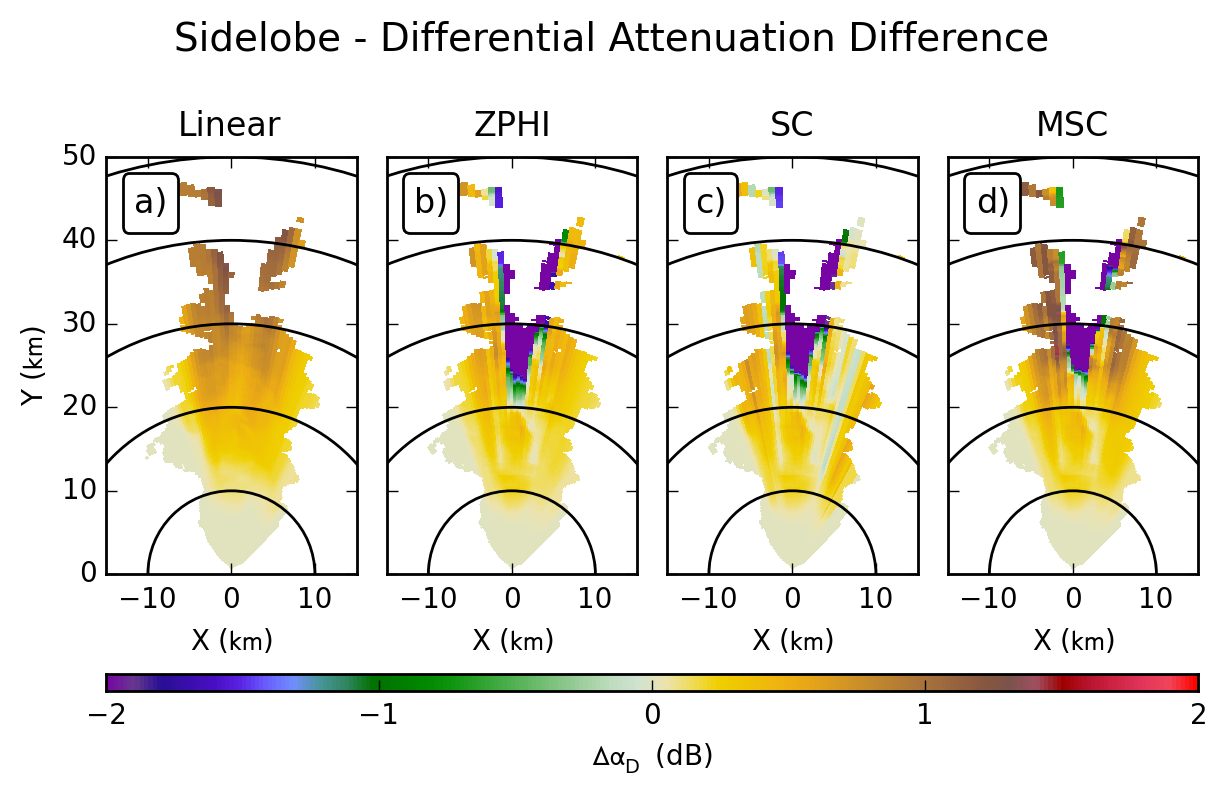 Sidelobe - Differential Attenuation Difference
Linear ZPHI SC MSC
50
a) b) c) d)
40
30
20
10
0
Y (km)
−10 0 10 −10 0 10 −10 0 10 −10 0 10
X (km) X (km) X (km) X (km)
−2 −1 0 1 2
Δα_D (dB)